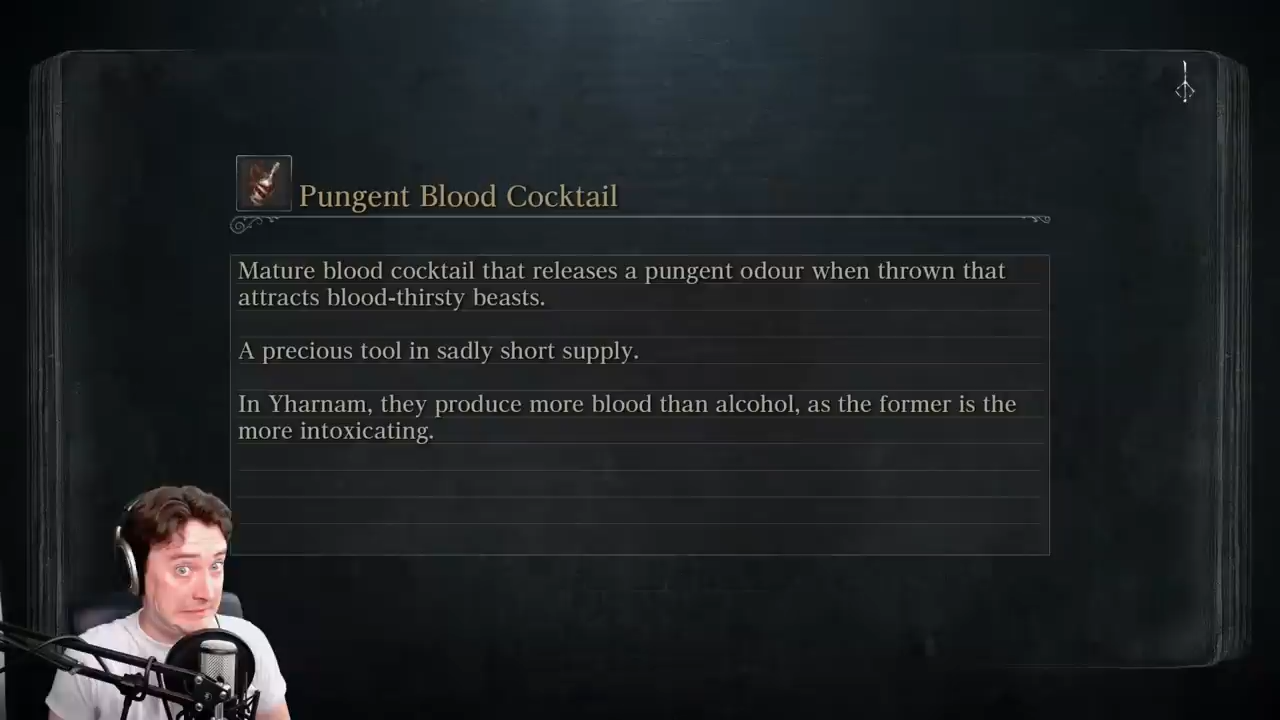 Pungent Blood Cocktail
Mature blood cocktail that releases a pungent odour when thrown that
attracts blood-thirsty beasts.
A precious tool in sadly short supply.
In Yharnam, they produce more blood than alcohol, as the former is the
more intoxicating.